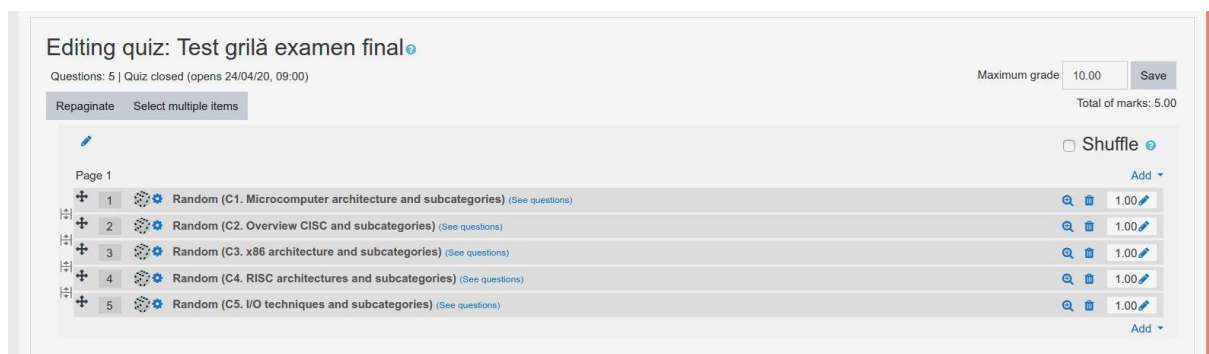 Editing quiz: Test grilă examen final
Questions: 5 | Quiz closed (opens 24/04/20, 09:00)
Maximum grade 10.00 Save
Repaginate Select multiple items
Total of marks: 5.00
Shuffle
Page 1
Add
1 Random (C1. Microcomputer architecture and subcategories) (See questions) 1.00
2 Random (C2. Overview CISC and subcategories) (See questions) 1.00
3 Random (C3. x86 architecture and subcategories) (See questions) 1.00
4 Random (C4. RISC architectures and subcategories) (See questions) 1.00
5 Random (C5. I/O techniques and subcategories) (See questions) 1.00
Add